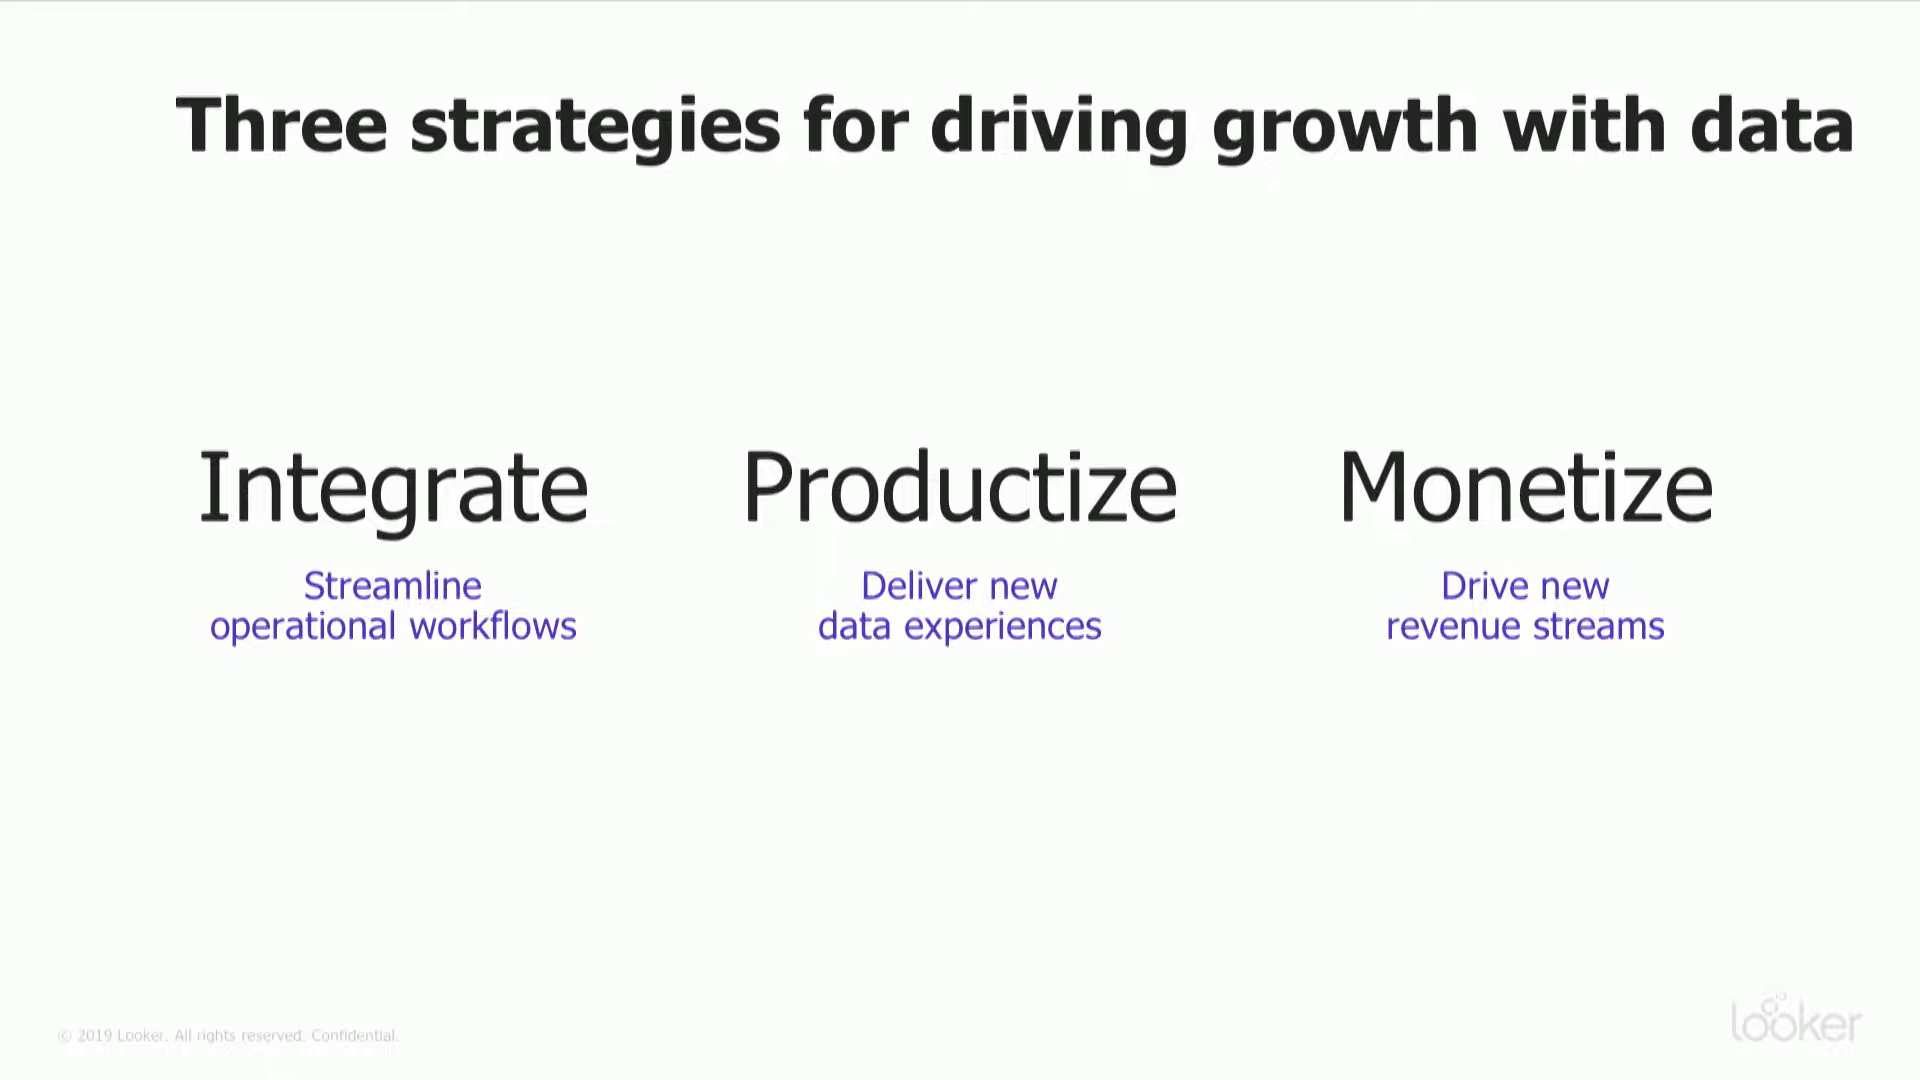 Three strategies for driving growth with data
Integrate
Streamline
operational workflows
Productize
Deliver new
data experiences
Monetize
Drive new
revenue streams
© 2019 Looker. All rights reserved. Confidential.
looker